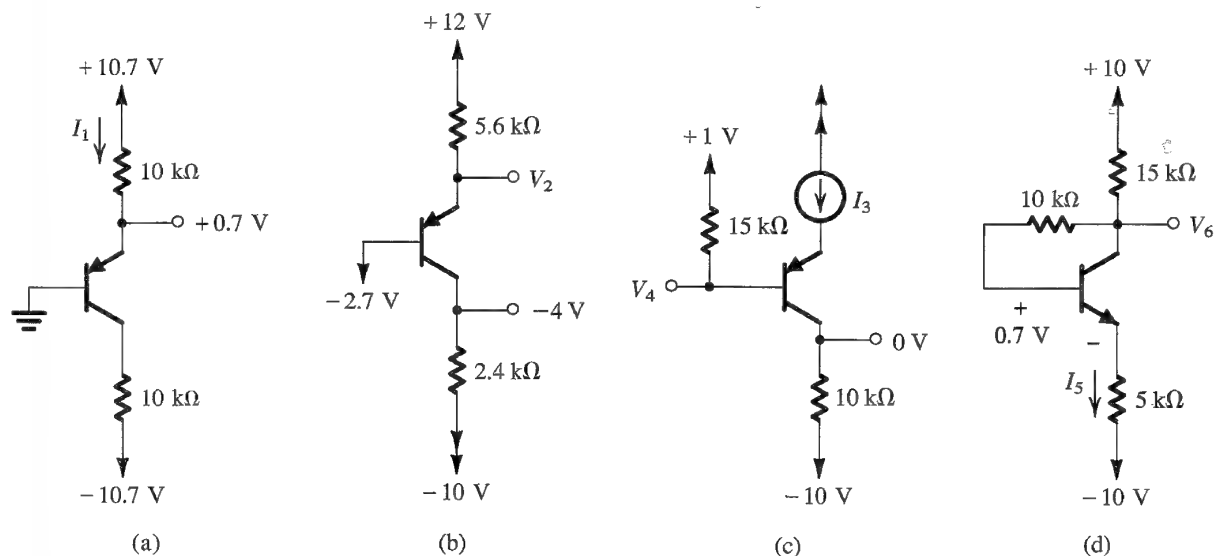 +10.7 V
I₁
10 kΩ
+0.7 V
10 kΩ
−10.7 V
(a)
+12 V
5.6 kΩ
V₂
−2.7 V
−4 V
2.4 kΩ
−10 V
(b)
+1 V
15 kΩ
I₃
V₄
0 V
10 kΩ
−10 V
(c)
+10 V
15 kΩ
10 kΩ
V₆
+
0.7 V
−
I₅
5 kΩ
−10 V
(d)